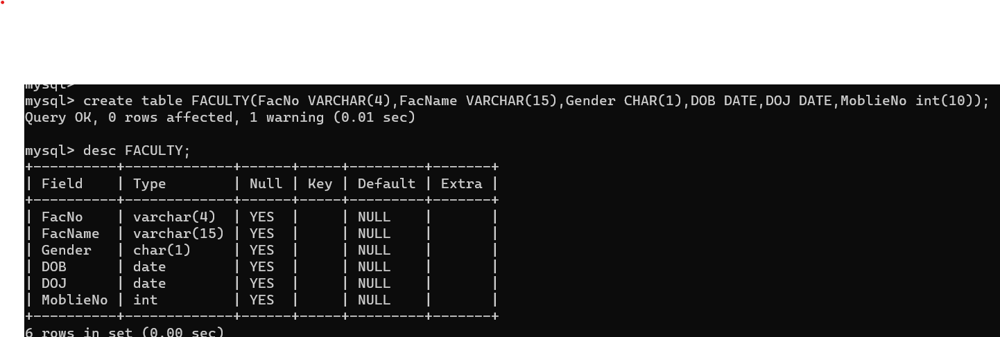 mysql>
mysql> create table FACULTY(FacNo VARCHAR(4),FacName VARCHAR(15),Gender CHAR(1),DOB DATE,DOJ DATE,MoblieNo int(10));
Query OK, 0 rows affected, 1 warning (0.01 sec)
mysql> desc FACULTY;
+----------+-------------+------+-----+---------+-------+
| Field    | Type        | Null | Key | Default | Extra |
+----------+-------------+------+-----+---------+-------+
| FacNo    | varchar(4)  | YES  |     | NULL    |       |
| FacName  | varchar(15) | YES  |     | NULL    |       |
| Gender   | char(1)     | YES  |     | NULL    |       |
| DOB      | date        | YES  |     | NULL    |       |
| DOJ      | date        | YES  |     | NULL    |       |
| MoblieNo | int         | YES  |     | NULL    |       |
+----------+-------------+------+-----+---------+-------+
6 rows in set (0.00 sec)